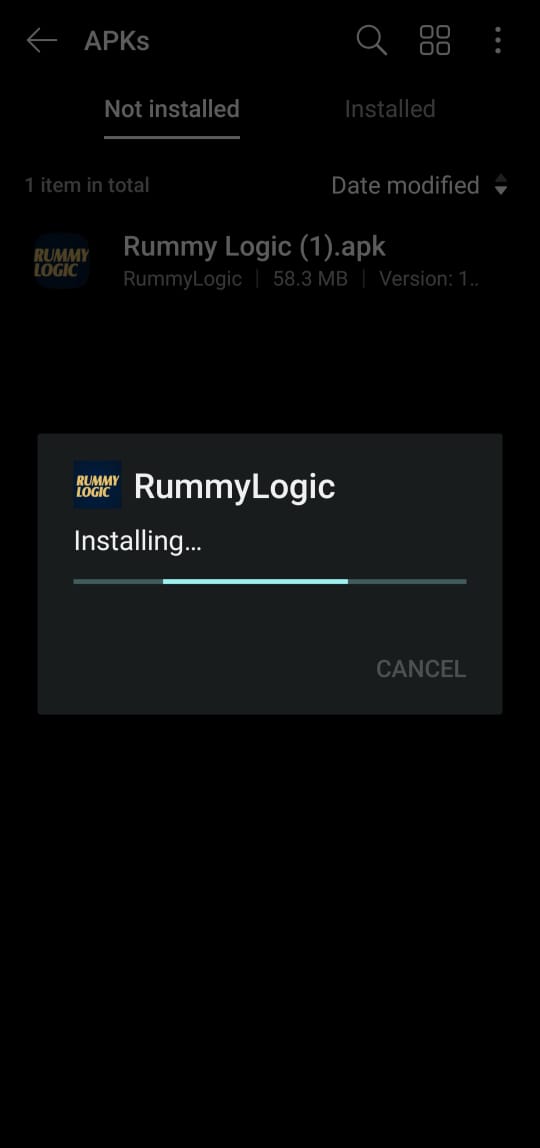 APKs
Not installed Installed
1 item in total Date modified
RUMMY
LOGIC
Rummy Logic (1).apk
RummyLogic | 58.3 MB | Version: 1..
RUMMY
LOGIC
RummyLogic
Installing...
CANCEL